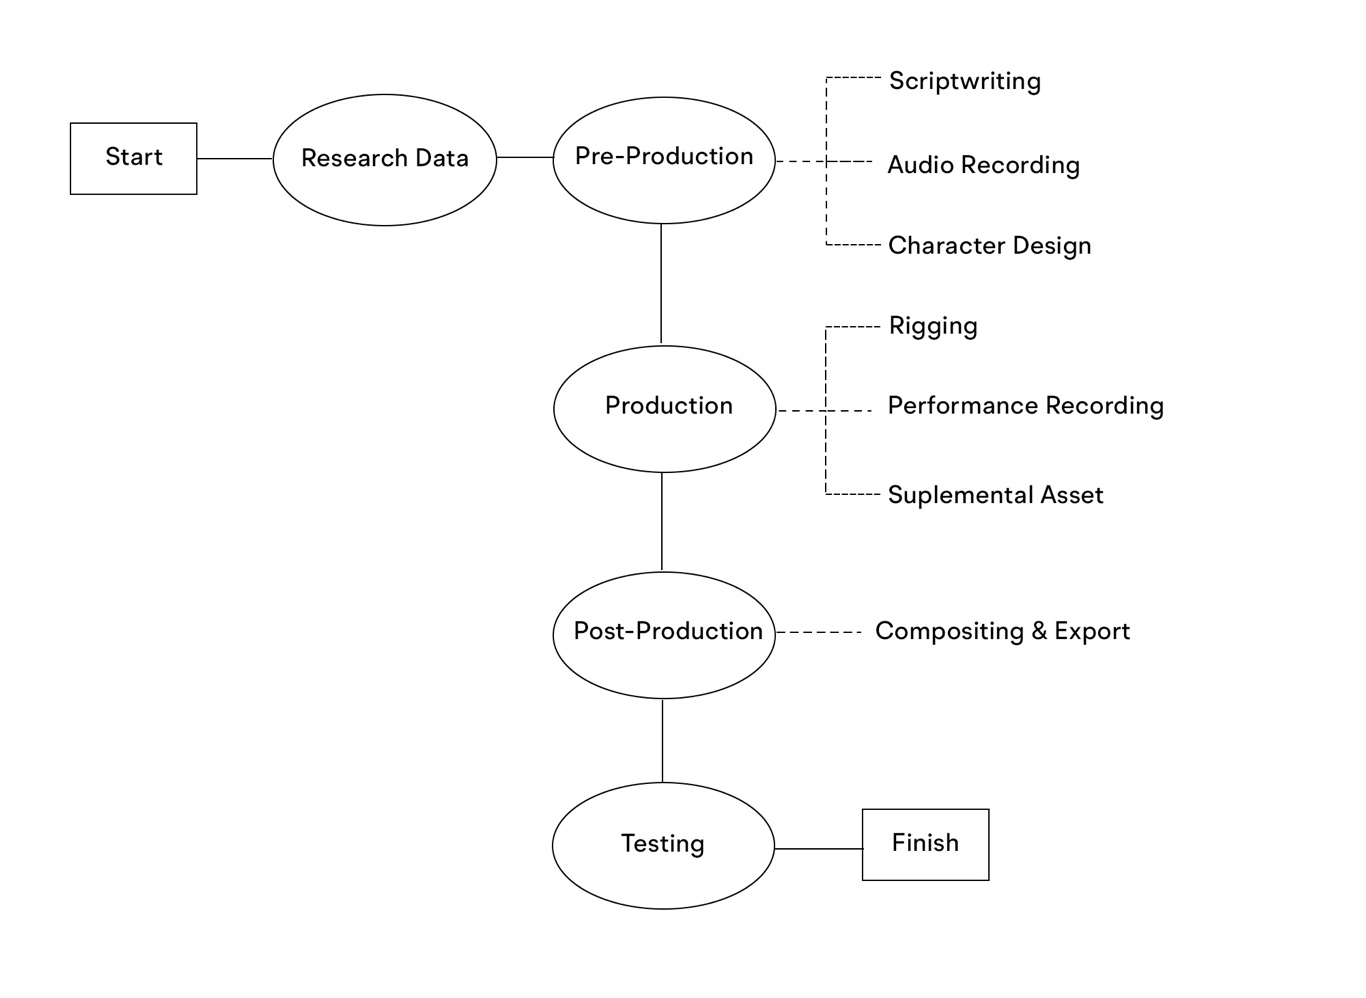 Start
Research Data
Pre-Production
Scriptwriting
Audio Recording
Character Design
Production
Rigging
Performance Recording
Suplemental Asset
Post-Production
Compositing & Export
Testing
Finish